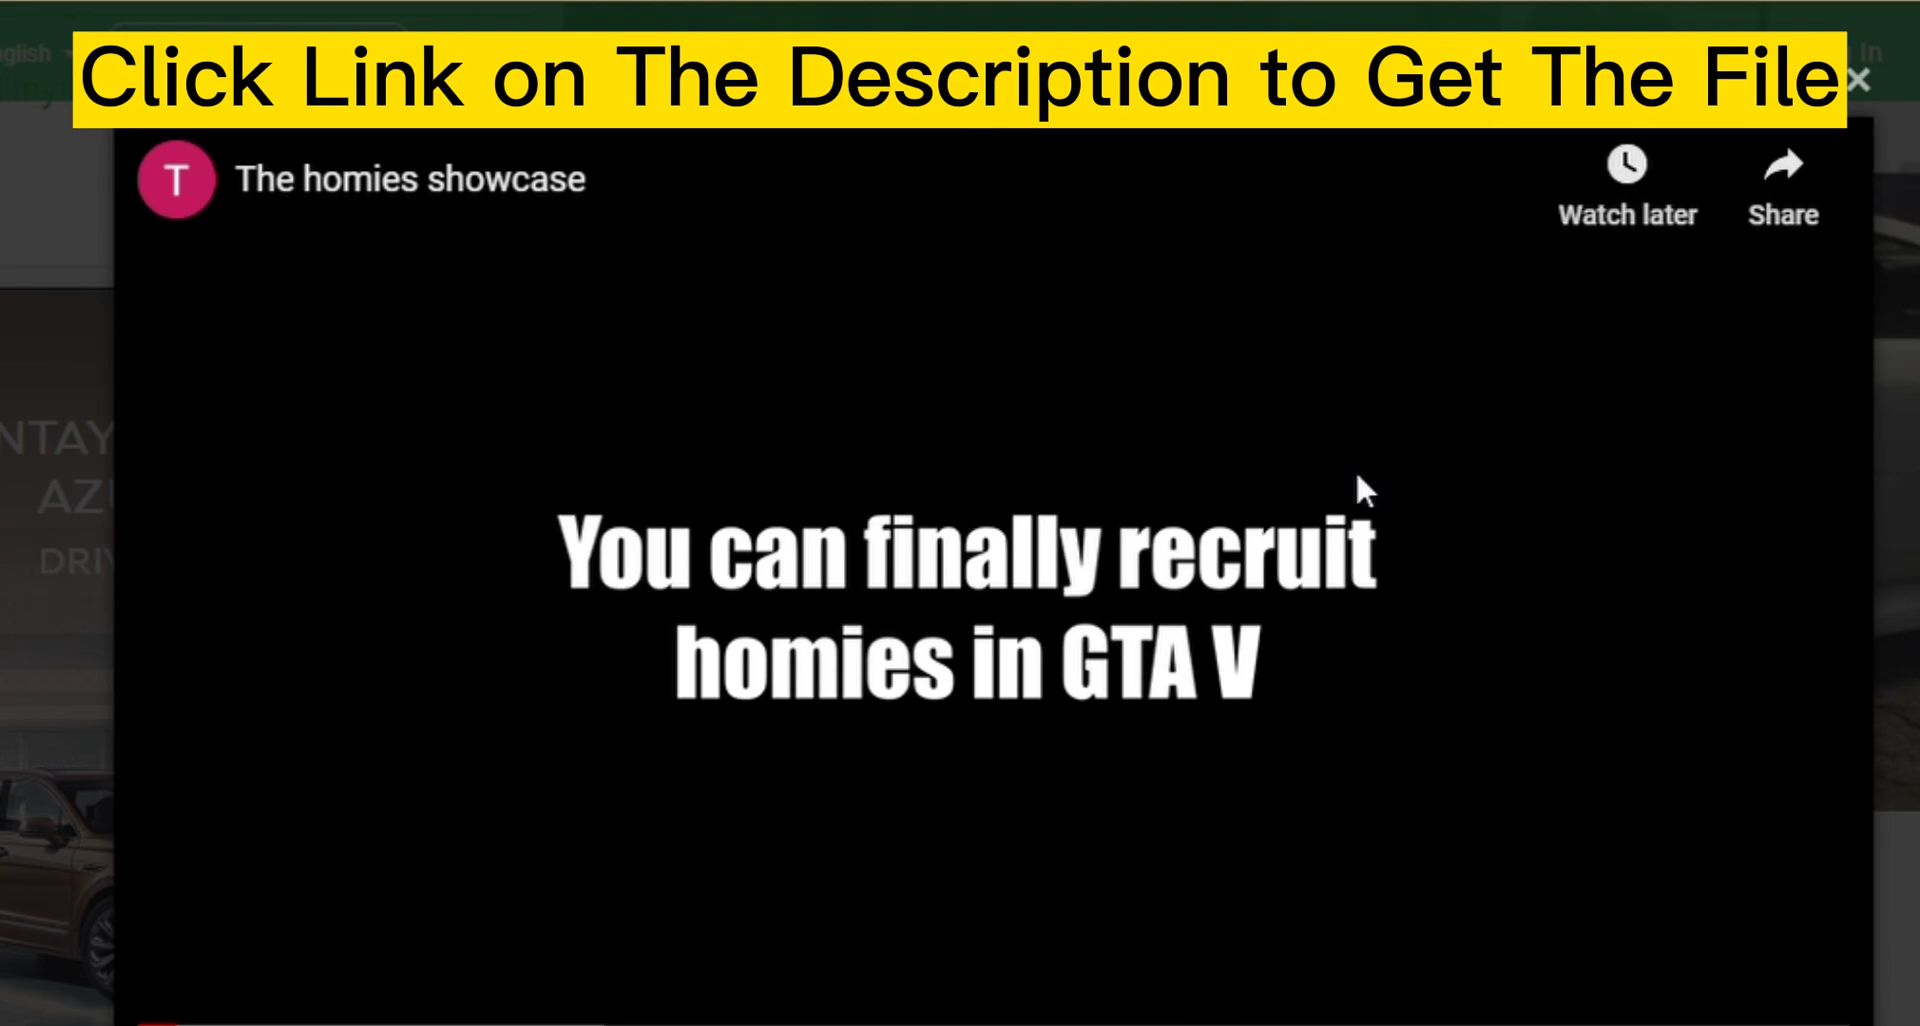 Click Link on The Description to Get The File
In
T The homies showcase
Watch later
Share
You can finally recruit
homies in GTA V